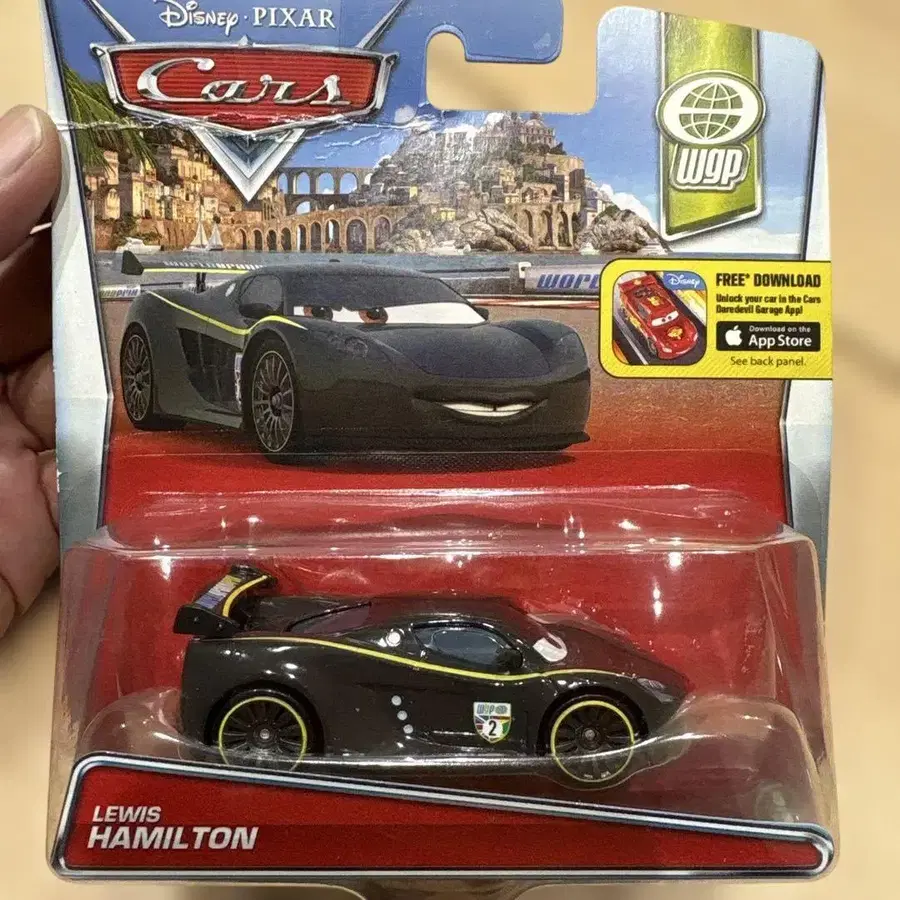 Disney · PIXAR
Cars
WGP
Disney
FREE* DOWNLOAD
Unlock your car in the Cars
Daredevil Garage App!
Download on the
App Store
See back panel.
WGP
2
LEWIS
HAMILTON